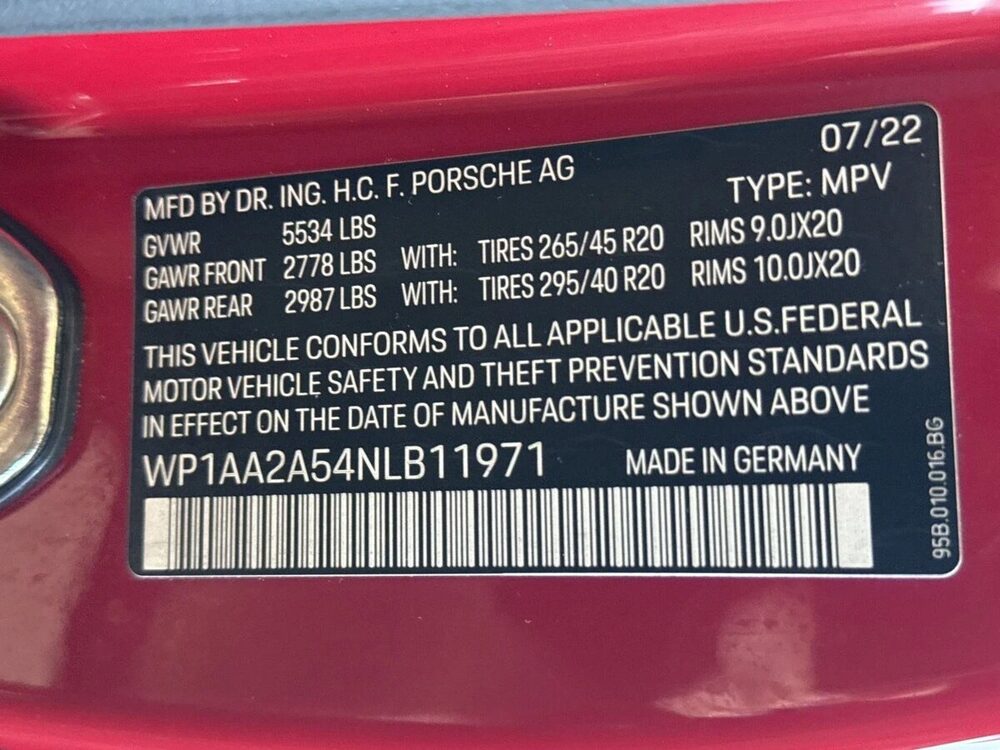 07/22
MFD BY DR. ING. H.C. F. PORSCHE AG
TYPE: MPV
GVWR 5534 LBS
GAWR FRONT 2778 LBS WITH: TIRES 265/45 R20 RIMS 9.0JX20
GAWR REAR 2987 LBS WITH: TIRES 295/40 R20 RIMS 10.0JX20
THIS VEHICLE CONFORMS TO ALL APPLICABLE U.S.FEDERAL
MOTOR VEHICLE SAFETY AND THEFT PREVENTION STANDARDS
IN EFFECT ON THE DATE OF MANUFACTURE SHOWN ABOVE
WP1AA2A54NLB11971 MADE IN GERMANY
95B.010.016.BG